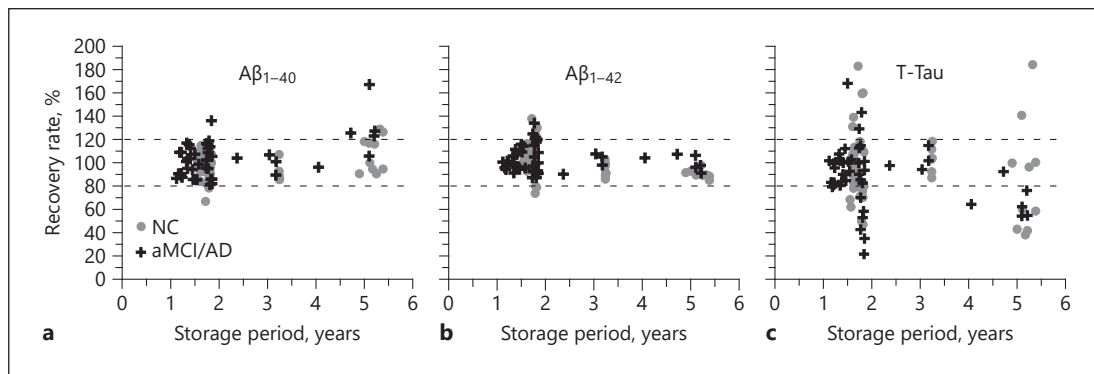 200
180
160
140
120
100
80
60
40
20
0
Recovery rate, %
Aβ1–40
NC
aMCI/AD
0 1 2 3 4 5 6
Storage period, years
a
Aβ1–42
0 1 2 3 4 5 6
Storage period, years
b
T-Tau
0 1 2 3 4 5 6
Storage period, years
c